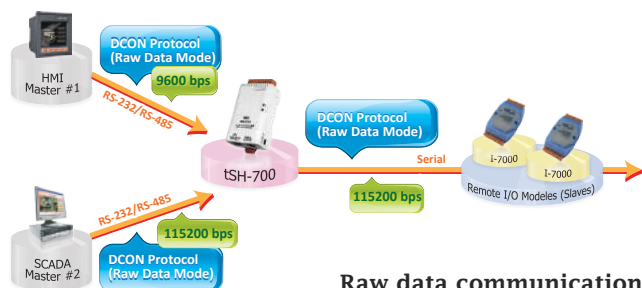 DCON Protocol
(Raw Data Mode)
9600 bps
HMI
Master #1
RS-232/RS-485
tSH-700
DCON Protocol
(Raw Data Mode)
Serial
115200 bps
I-7000
I-7000
Remote I/O Modeles (Slaves)
RS-232/RS-485
115200 bps
SCADA
Master #2
DCON Protocol
(Raw Data Mode)
Raw data communication